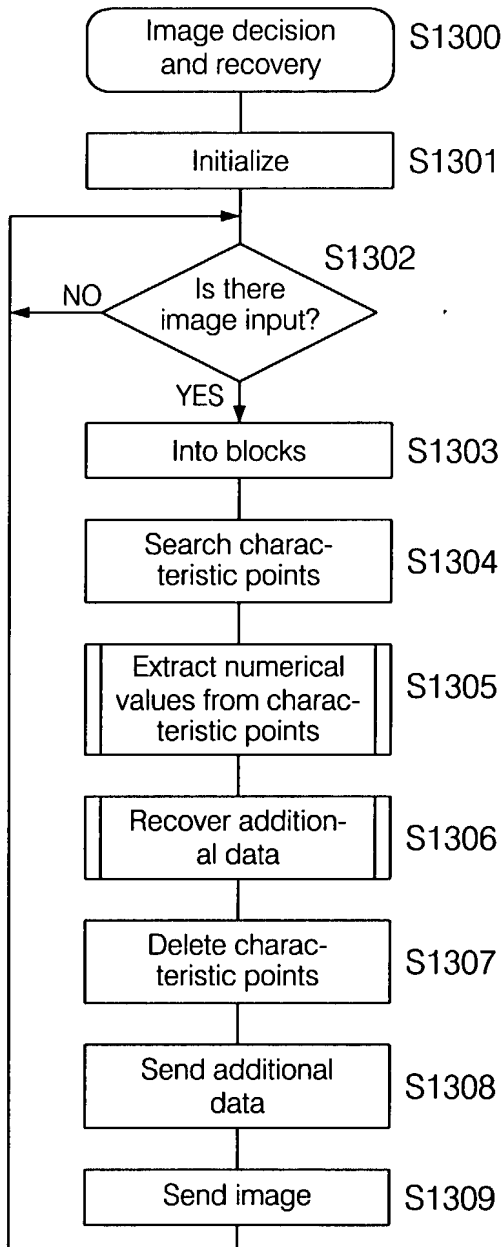 Image decision
and recovery
S1300
Initialize
S1301
S1302
Is there
image input?
NO
YES
Into blocks
S1303
Search charac-
teristic points
S1304
Extract numerical
values from charac-
teristic points
S1305
Recover addition-
al data
S1306
Delete charac-
teristic points
S1307
Send additional
data
S1308
Send image
S1309